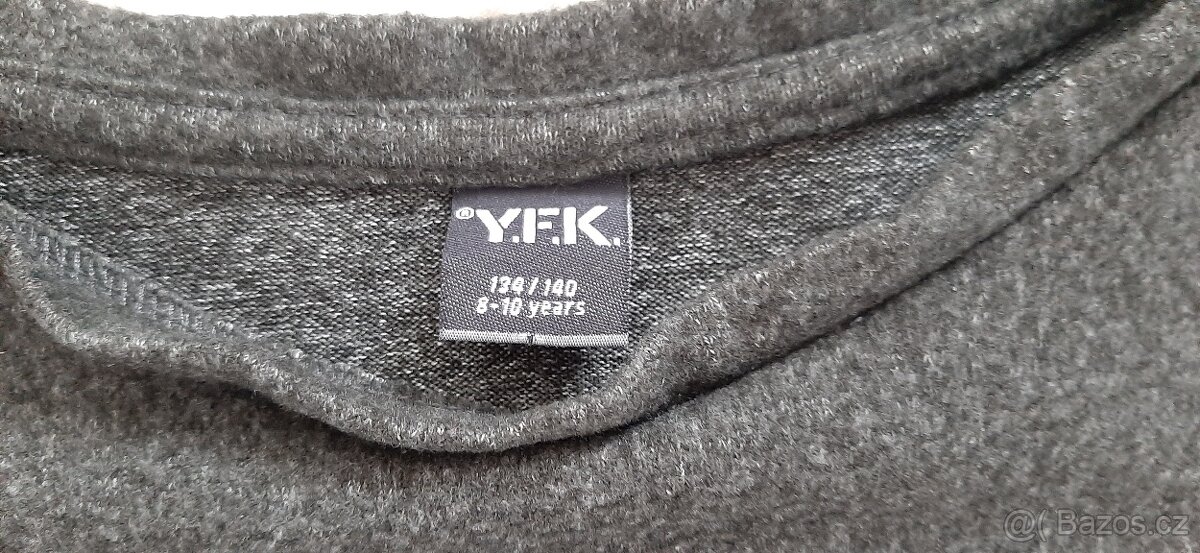 ®Y.F.K.
134/140
8-10 years
@( Bazos.cz